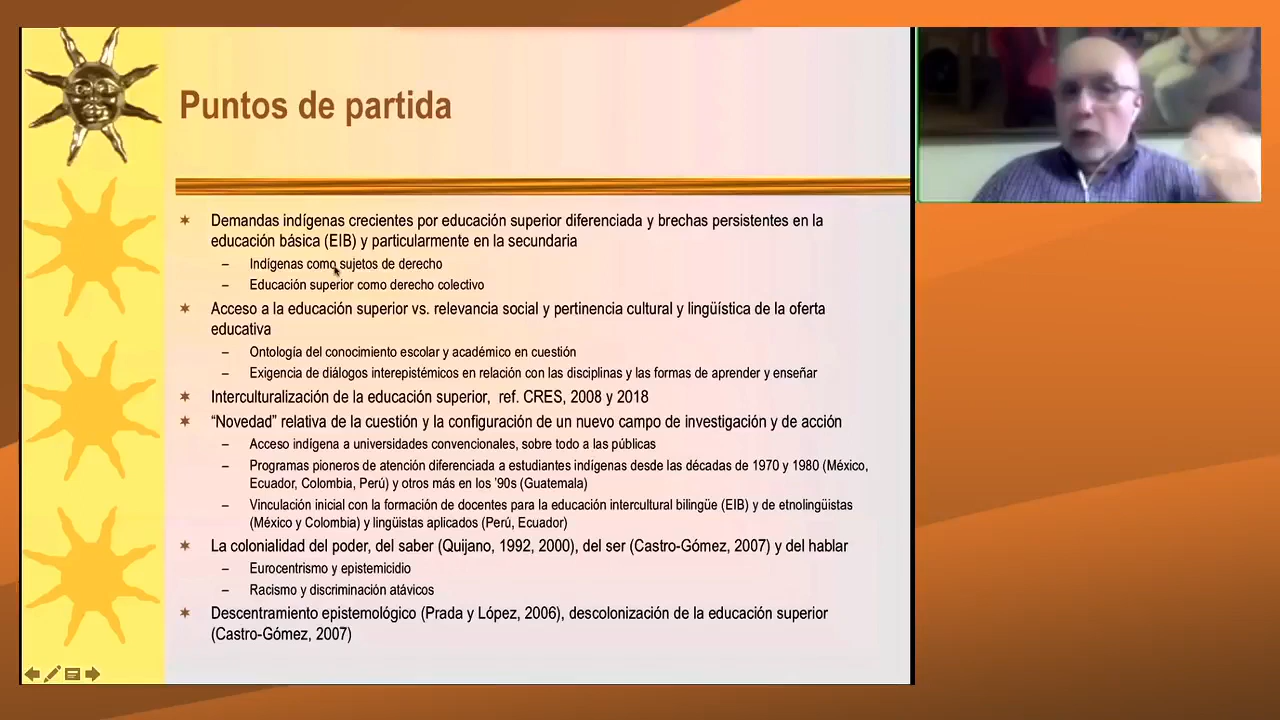 Puntos de partida
Demandas indígenas crecientes por educación superior diferenciada y brechas persistentes en la
educación básica (EIB) y particularmente en la secundaria
– Indígenas como sujetos de derecho
– Educación superior como derecho colectivo
Acceso a la educación superior vs. relevancia social y pertinencia cultural y lingüística de la oferta
educativa
– Ontología del conocimiento escolar y académico en cuestión
– Exigencia de diálogos interepistémicos en relación con las disciplinas y las formas de aprender y enseñar
Interculturalización de la educación superior, ref. CRES, 2008 y 2018
“Novedad” relativa de la cuestión y la configuración de un nuevo campo de investigación y de acción
– Acceso indígena a universidades convencionales, sobre todo a las públicas
– Programas pioneros de atención diferenciada a estudiantes indígenas desde las décadas de 1970 y 1980 (México,
Ecuador, Colombia, Perú) y otros más en los ’90s (Guatemala)
– Vinculación inicial con la formación de docentes para la educación intercultural bilingüe (EIB) y de etnolingüistas
(México y Colombia) y lingüistas aplicados (Perú, Ecuador)
La colonialidad del poder, del saber (Quijano, 1992, 2000), del ser (Castro-Gómez, 2007) y del hablar
– Eurocentrismo y epistemicidio
– Racismo y discriminación atávicos
Descentramiento epistemológico (Prada y López, 2006), descolonización de la educación superior
(Castro-Gómez, 2007)